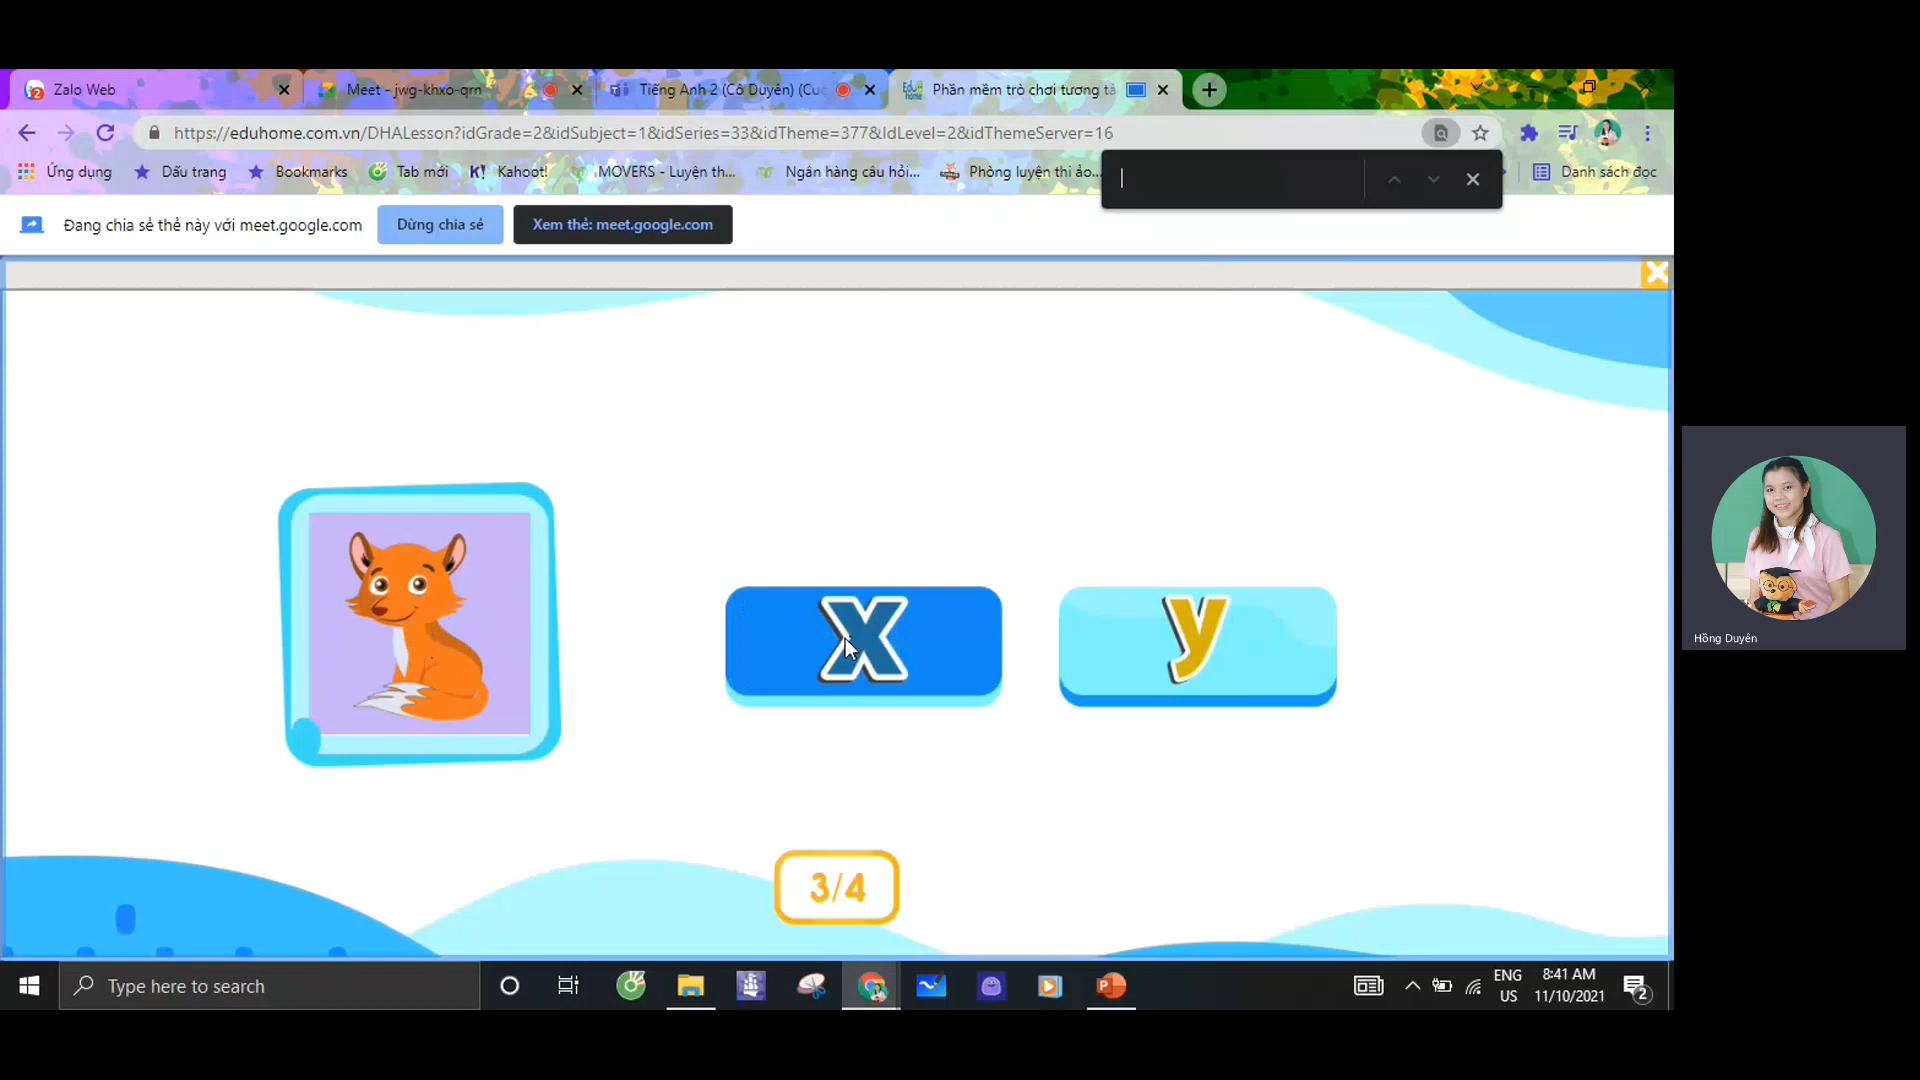 Zalo Web
Meet - jwg-khxo-qrn
Tiếng Anh 2 (Cô Duyên) (Cuộ
Phần mềm trò chơi tương tá
https://eduhome.com.vn/DHALesson?idGrade=2&idSubject=1&idSeries=33&idTheme=377&IdLevel=2&idThemeServer=16
Ứng dụng
Dấu trang
Bookmarks
Tab mới
K! Kahoot!
MOVERS - Luyện th...
Ngân hàng câu hỏi...
Phòng luyện thi ảo...
Danh sách đọc
Đang chia sẻ thẻ này với meet.google.com
Dừng chia sẻ
Xem thẻ: meet.google.com
x
y
Hồng Duyên
3/4
Type here to search
ENG
US
8:41 AM
11/10/2021
2